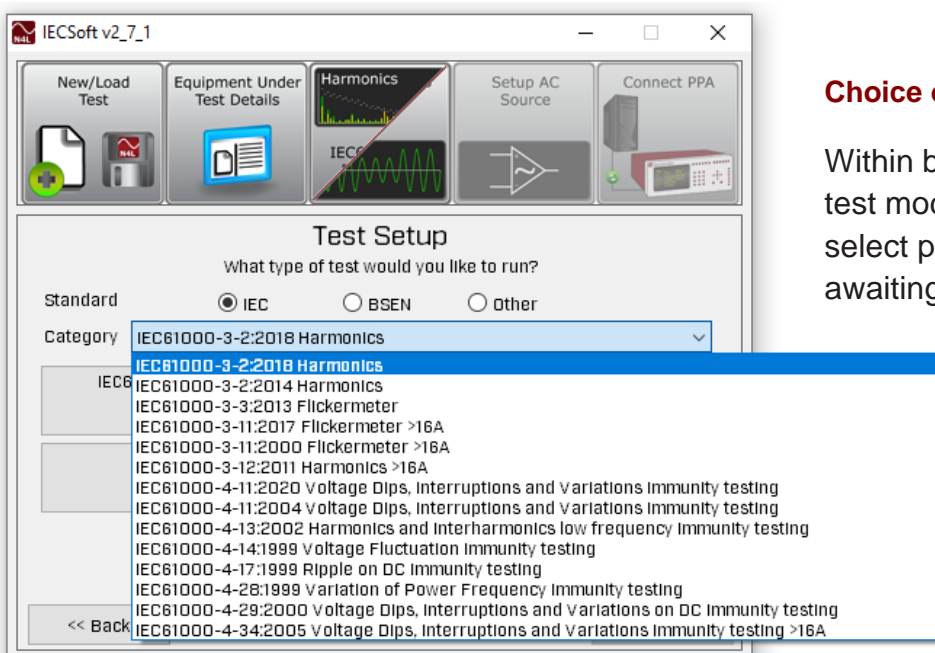 IECSoft v2_7_1
New/Load
Test
Equipment Under
Test Details
Harmonics
IEC
Setup AC
Source
Connect PPA
N4L
Test Setup
What type of test would you like to run?
Standard
IEC
BSEN
Other
Category
IEC61000-3-2:2018 Harmonics
IEC61000-3-2:2018 Harmonics
IEC61000-3-2:2014 Harmonics
IEC61000-3-3:2013 Flickermeter
IEC61000-3-11:2017 Flickermeter >16A
IEC61000-3-11:2000 Flickermeter >16A
IEC61000-3-12:2011 Harmonics >16A
IEC61000-4-11:2020 Voltage Dips, Interruptions and Variations Immunity testing
IEC61000-4-11:2004 Voltage Dips, Interruptions and Variations Immunity testing
IEC61000-4-13:2002 Harmonics and Interharmonics low frequency Immunity testing
IEC61000-4-14:1999 Voltage Fluctuation Immunity testing
IEC61000-4-17:1999 Ripple on DC Immunity testing
IEC61000-4-28:1999 Variation of Power Frequency Immunity testing
IEC61000-4-29:2000 Voltage Dips, Interruptions and Variations on DC Immunity testing
IEC61000-4-34:2005 Voltage Dips, Interruptions and Variations Immunity testing >16A
IEC6
<< Back
Choice
Within b
test mo
select p
awaiting